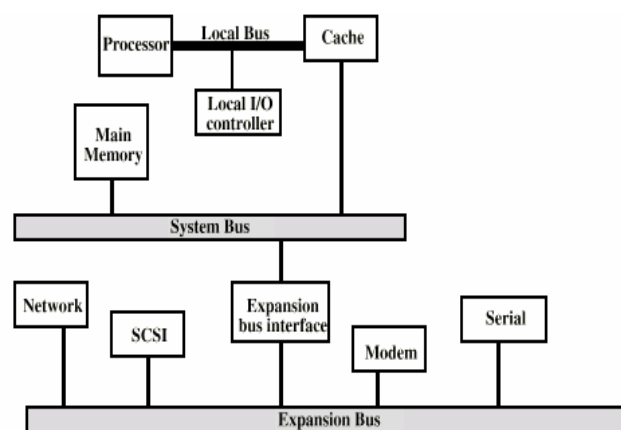 Local Bus
Processor
Cache
Local I/O
controller
Main
Memory
System Bus
Network
SCSI
Expansion
bus interface
Modem
Serial
Expansion Bus